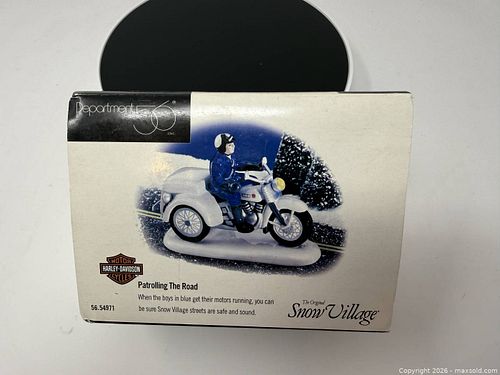 Department 56
MOTOR
HARLEY-DAVIDSON
CYCLES
Patrolling The Road
When the boys in blue get their motors running, you can
be sure Snow Village streets are safe and sound.
56.54971
The Original
Snow Village
Copyright 2026 - maxsold.com